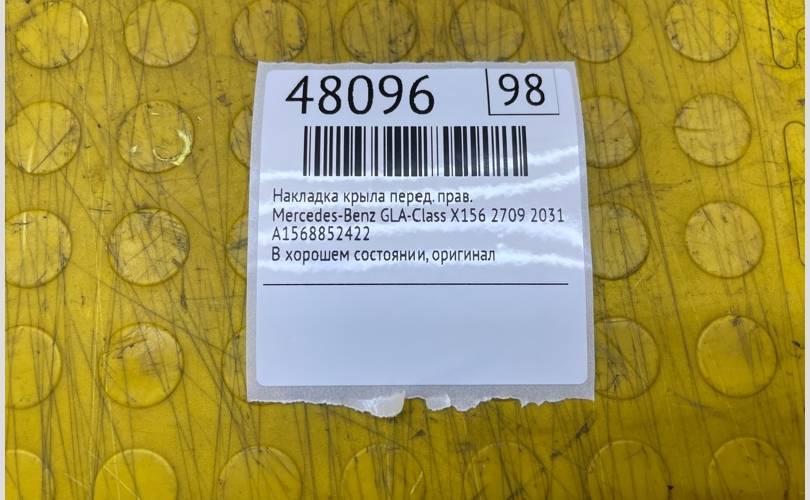 48096 98
Накладка крыла перед. прав.
Mercedes-Benz GLA-Class X156 2709 2031
A1568852422
В хорошем состоянии, оригинал